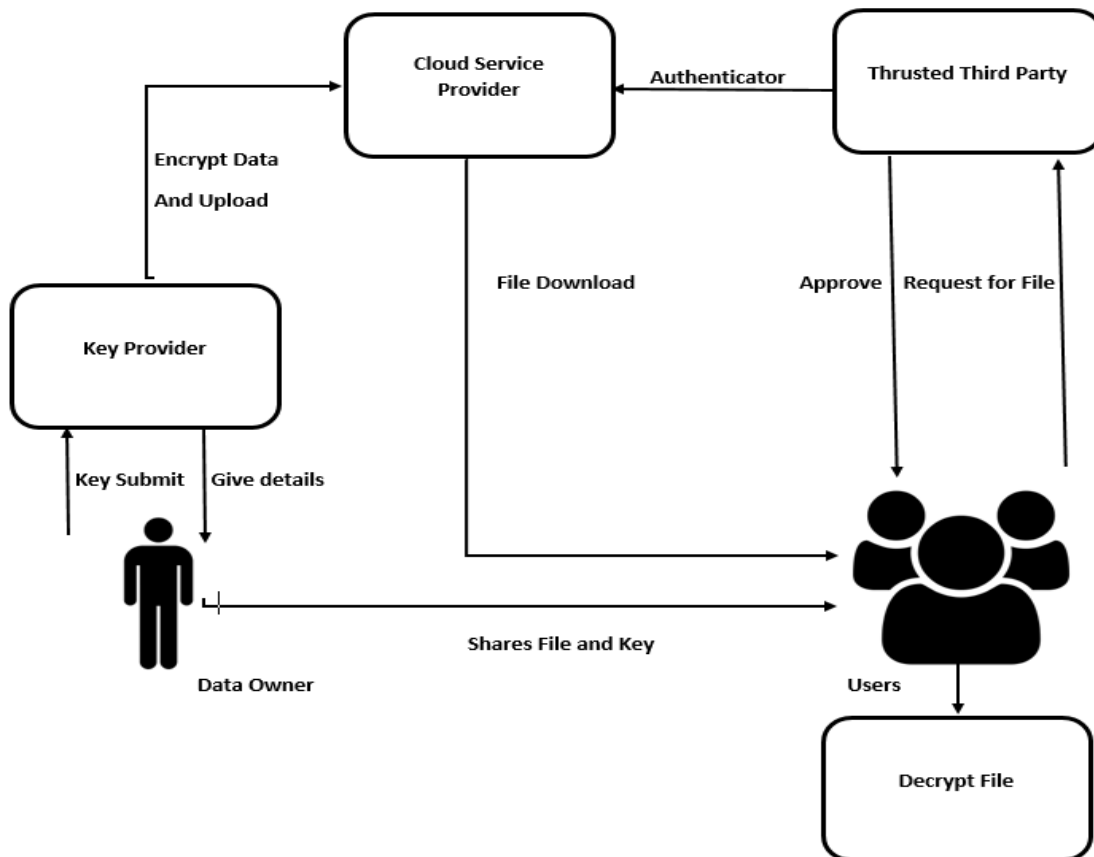 Cloud Service
Provider
Authenticator
Thrusted Third Party
Encrypt Data
And Upload
File Download
Approve
Request for File
Key Provider
Key Submit
Give details
Shares File and Key
Data Owner
Users
Decrypt File